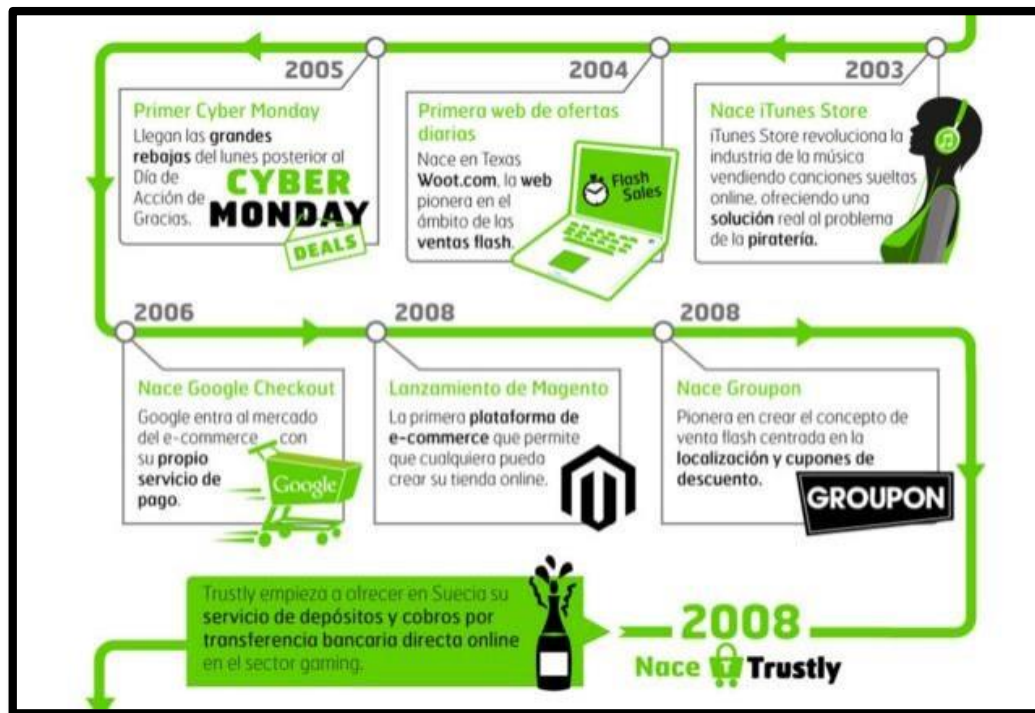 2003
Nace iTunes Store
iTunes Store revoluciona la
industria de la música
vendiendo canciones sueltas
online, ofreciendo una
solución real al problema
de la piratería.
2004
Primera web de ofertas
diarias
Nace en Texas
Woot.com, la web
pionera en el
ámbito de las
ventas flash.
Flash
Sales
2005
Primer Cyber Monday
Llegan las grandes
rebajas del lunes posterior al
Día de
Acción de
Gracias.
CYBER
MONDAY
DEALS
2006
Nace Google Checkout
Google entra al mercado
del e-commerce con
su propio
servicio de
pago.
Google
2008
Lanzamiento de Magento
La primera plataforma de
e-commerce que permite
que cualquiera pueda
crear su tienda online.
2008
Nace Groupon
Pionera en crear el concepto de
venta flash centrada en la
localización y cupones de
descuento.
GROUPON
2008
Nace T Trustly
Trustly empieza a ofrecer en Suecia su
servicio de depósitos y cobros por
transferencia bancaria directa online
en el sector gaming.